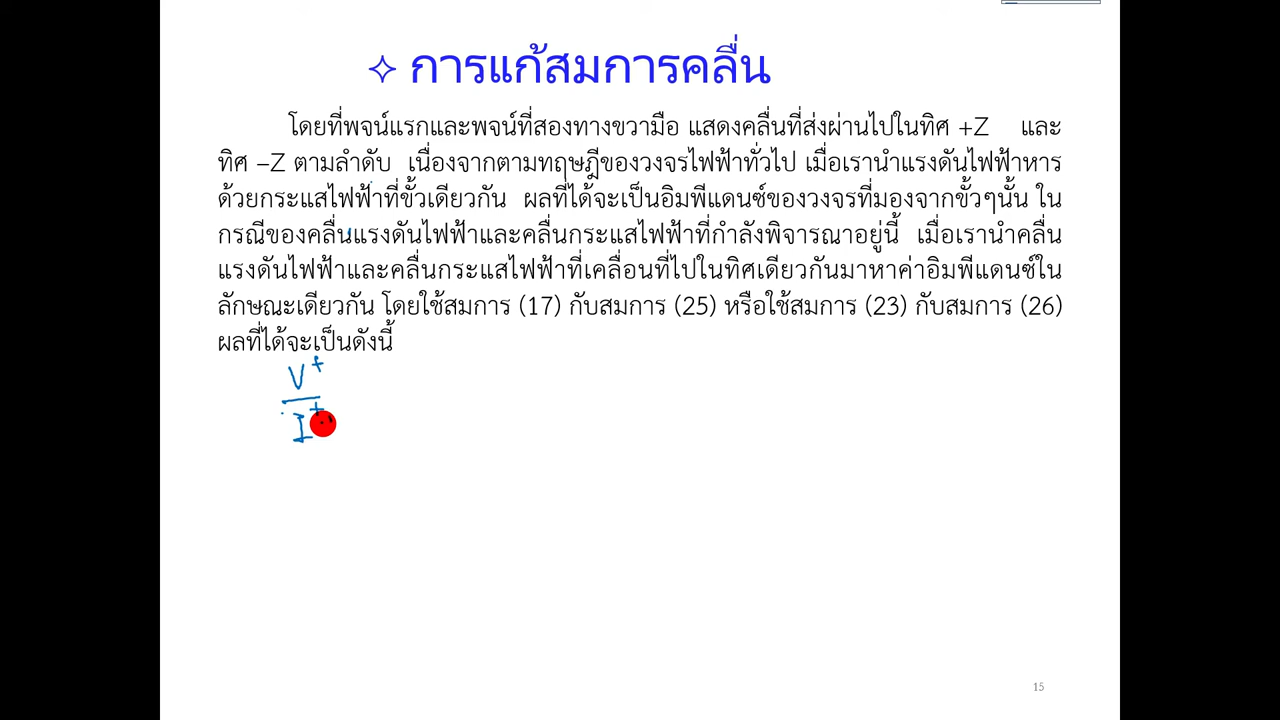 ✧ การแก้สมการคลื่น
โดยที่พจน์แรกและพจน์ที่สองทางขวามือ แสดงคลื่นที่ส่งผ่านไปในทิศ +Z และ
ทิศ –Z ตามลำดับ เนื่องจากตามทฤษฎีของวงจรไฟฟ้าทั่วไป เมื่อเรานำแรงดันไฟฟ้าหาร
ด้วยกระแสไฟฟ้าที่ขั้วเดียวกัน ผลที่ได้จะเป็นอิมพีแดนซ์ของวงจรที่มองจากขั้วๆนั้น ใน
กรณีของคลื่นแรงดันไฟฟ้าและคลื่นกระแสไฟฟ้าที่กำลังพิจารณาอยู่นี้ เมื่อเรานำคลื่น
แรงดันไฟฟ้าและคลื่นกระแสไฟฟ้าที่เคลื่อนที่ไปในทิศเดียวกันมาหาค่าอิมพีแดนซ์ใน
ลักษณะเดียวกัน โดยใช้สมการ (17) กับสมการ (25) หรือใช้สมการ (23) กับสมการ (26)
ผลที่ได้จะเป็นดังนี้
V+
I+
15